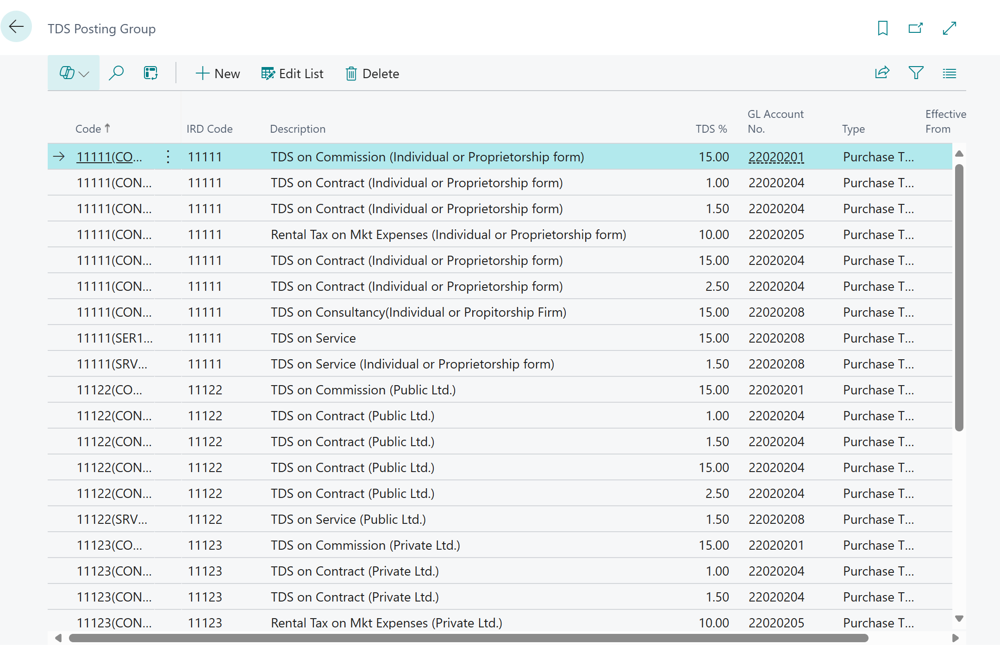 TDS Posting Group
New Edit List Delete
Code ↑ IRD Code Description TDS % GL Account No. Type Effective From
11111(CO... 11111 TDS on Commission (Individual or Proprietorship form) 15.00 22020201 Purchase T...
11111(CON... 11111 TDS on Contract (Individual or Proprietorship form) 1.00 22020204 Purchase T...
11111(CON... 11111 TDS on Contract (Individual or Proprietorship form) 1.50 22020204 Purchase T...
11111(CON... 11111 Rental Tax on Mkt Expenses (Individual or Proprietorship form) 10.00 22020205 Purchase T...
11111(CON... 11111 TDS on Contract (Individual or Proprietorship form) 15.00 22020204 Purchase T...
11111(CON... 11111 TDS on Contract (Individual or Proprietorship form) 2.50 22020204 Purchase T...
11111(CON... 11111 TDS on Consultancy(Individual or Propitorship Firm) 15.00 22020208 Purchase T...
11111(SER1... 11111 TDS on Service 15.00 22020208 Purchase T...
11111(SRV... 11111 TDS on Service (Individual or Proprietorship form) 1.50 22020208 Purchase T...
11122(CO... 11122 TDS on Commission (Public Ltd.) 15.00 22020201 Purchase T...
11122(CON... 11122 TDS on Contract (Public Ltd.) 1.00 22020204 Purchase T...
11122(CON... 11122 TDS on Contract (Public Ltd.) 1.50 22020204 Purchase T...
11122(CON... 11122 TDS on Contract (Public Ltd.) 15.00 22020204 Purchase T...
11122(CON... 11122 TDS on Contract (Public Ltd.) 2.50 22020204 Purchase T...
11122(SRV... 11122 TDS on Service (Public Ltd.) 1.50 22020208 Purchase T...
11123(CO... 11123 TDS on Commission (Private Ltd.) 15.00 22020201 Purchase T...
11123(CON... 11123 TDS on Contract (Private Ltd.) 1.00 22020204 Purchase T...
11123(CON... 11123 TDS on Contract (Private Ltd.) 1.50 22020204 Purchase T...
11123(CON... 11123 Rental Tax on Mkt Expenses (Private Ltd.) 10.00 22020205 Purchase T...